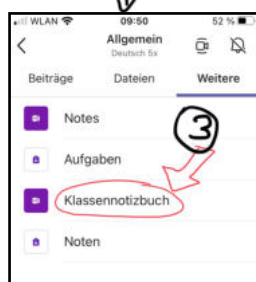 WLAN 09:50 52 %
Allgemein
Deutsch 5x
Beiträge Dateien Weitere
Notes
3
Aufgaben
Klassennotizbuch
Noten